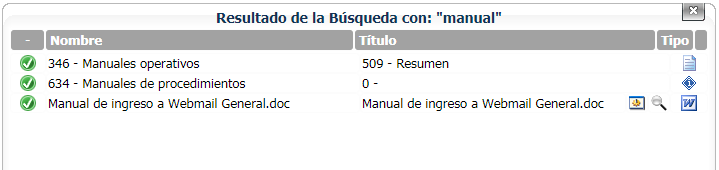 Resultado de la Búsqueda con: "manual"
- Nombre Título Tipo
346 - Manuales operativos 509 - Resumen
634 - Manuales de procedimientos 0 -
Manual de ingreso a Webmail General.doc Manual de ingreso a Webmail General.doc